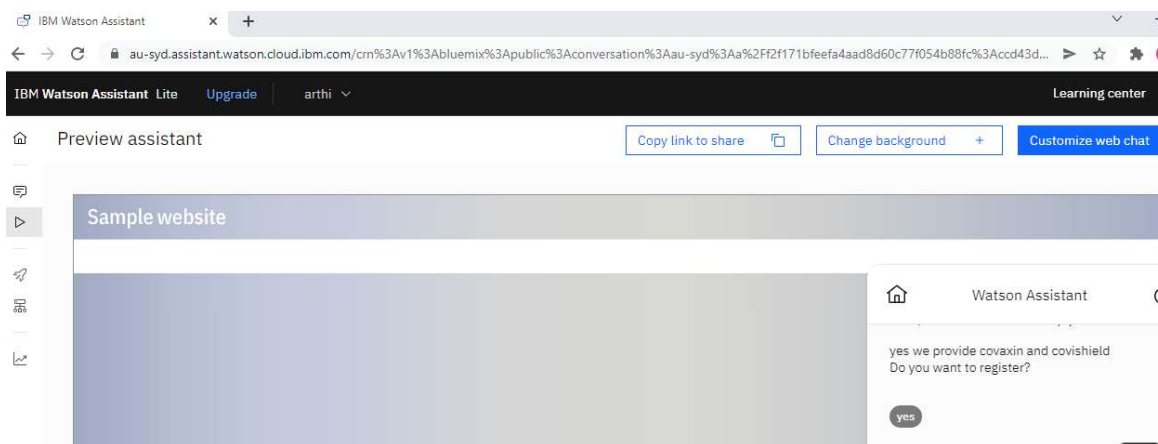 IBM Watson Assistant
au-syd.assistant.watson.cloud.ibm.com/crn%3Av1%3Abluemix%3Apublic%3Aconversation%3Aau-syd%3Aa%2Ff2f171bfeefa4aad8d60c77f054b88fc%3Accd43d...
IBM Watson Assistant Lite Upgrade arthi Learning center
Preview assistant Copy link to share Change background + Customize web chat
Sample website
Watson Assistant
yes we provide covaxin and covishield
Do you want to register?
yes